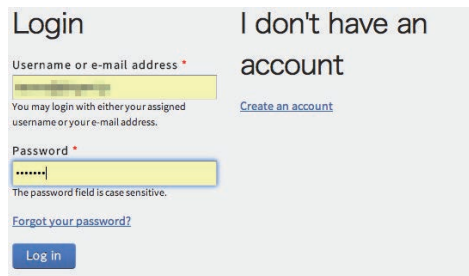 Login
Username or e-mail address *
You may login with either your assigned
username or your e-mail address.
Password *
•••••••
The password field is case sensitive.
Forgot your password?
Log in
I don't have an
account
Create an account